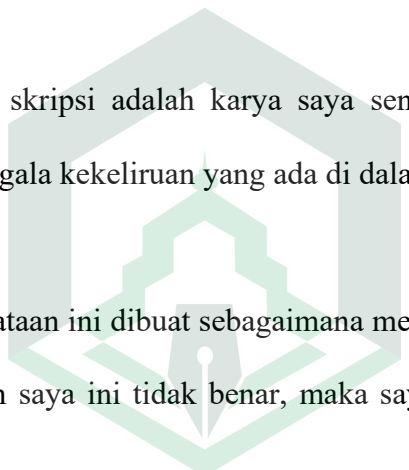 skripsi adalah karya saya sen
gala kekeliruan yang ada di dala
ataan ini dibuat sebagaimana me
saya ini tidak benar, maka say